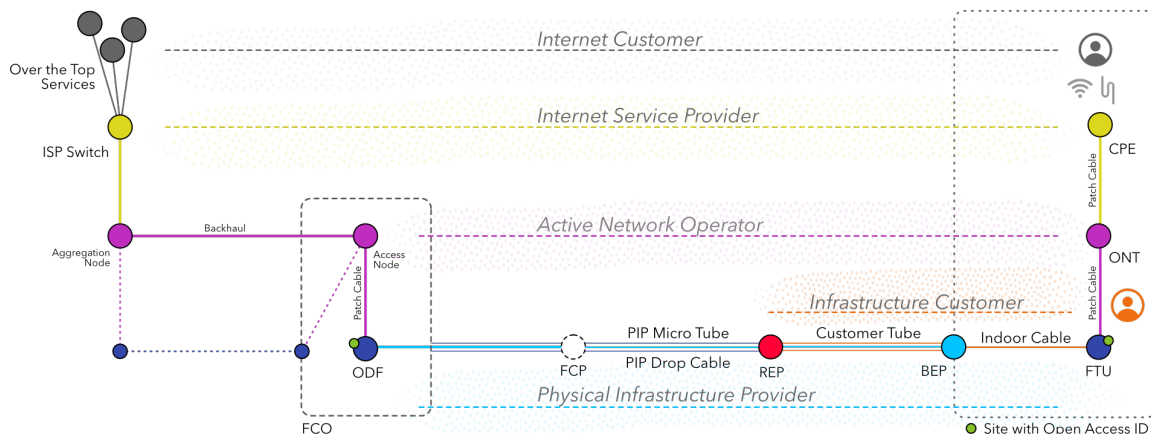 Internet Customer
Over the Top
Services
Internet Service Provider
ISP Switch
CPE
Patch Cable
Backhaul
Active Network Operator
Aggregation
Node
Access
Node
ONT
Patch Cable
Patch Cable
Infrastructure Customer
PIP Micro Tube
Customer Tube
Indoor Cable
PIP Drop Cable
ODF
FCP
REP
BEP
FTU
Physical Infrastructure Provider
FCO
Site with Open Access ID